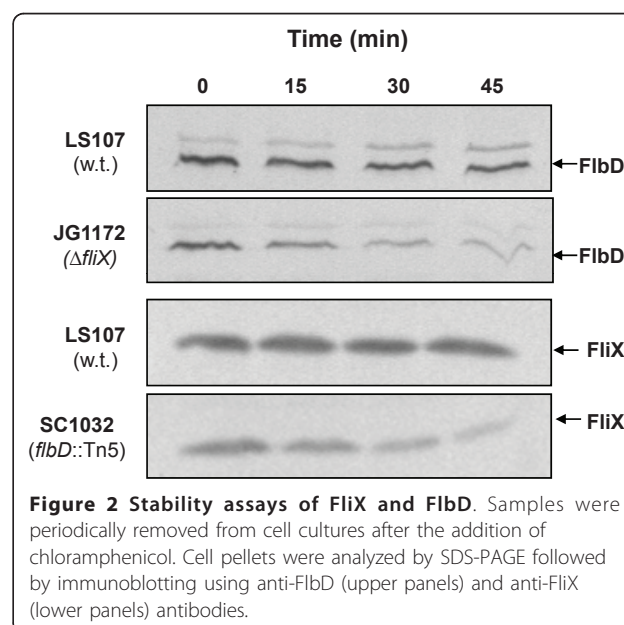 Time (min)
0 15 30 45
LS107
(w.t.)
FlbD
JG1172
(ΔfliX)
FlbD
LS107
(w.t.)
FliX
SC1032
(flbD::Tn5)
FliX
Figure 2 Stability assays of FliX and FlbD. Samples were
periodically removed from cell cultures after the addition of
chloramphenicol. Cell pellets were analyzed by SDS-PAGE followed
by immunoblotting using anti-FlbD (upper panels) and anti-FliX
(lower panels) antibodies.